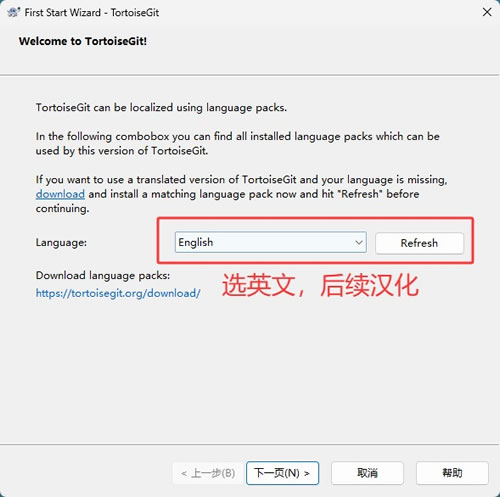 First Start Wizard - TortoiseGit
Welcome to TortoiseGit!
TortoiseGit can be localized using language packs.
In the following combobox you can find all installed language packs which can be
used by this version of TortoiseGit.
If you want to use a translated version of TortoiseGit and your language is missing,
download and install a matching language pack now and hit "Refresh" before
continuing.
Language:
English
Refresh
Download language packs:
https://tortoisegit.org/download/
选英文，后续汉化
< 上一步(B)
下一页(N) >
取消
帮助